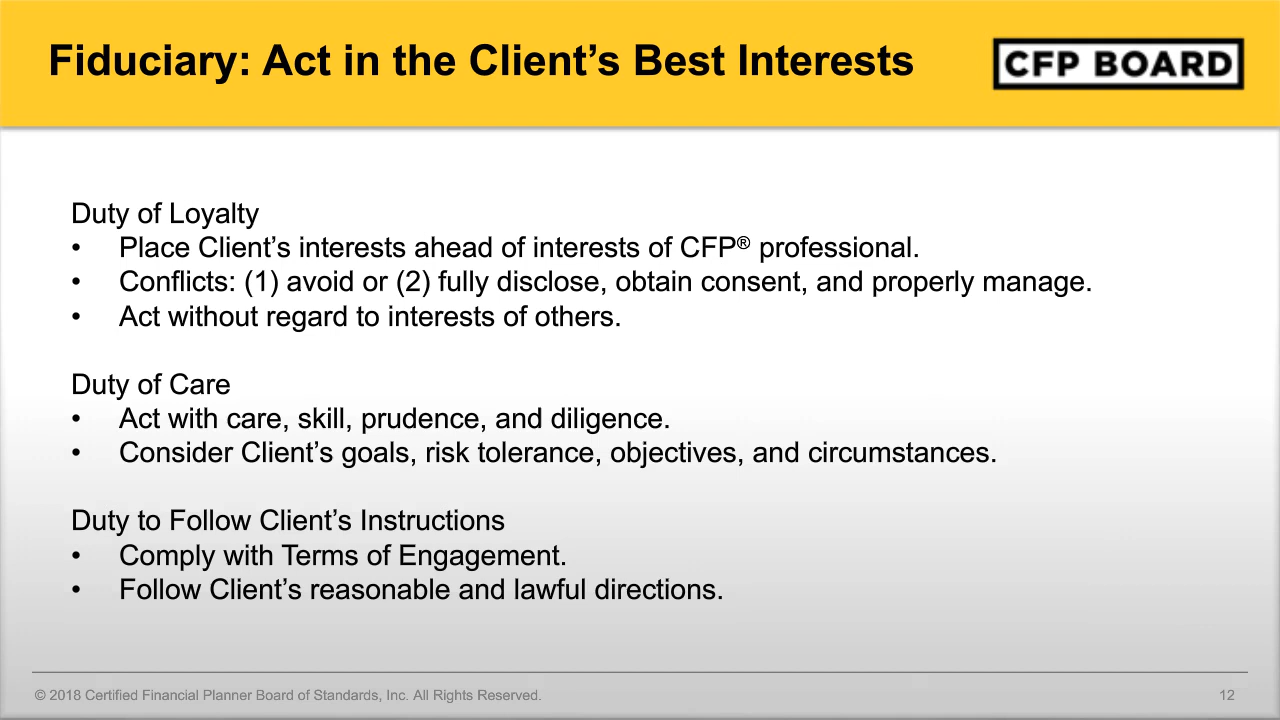 Fiduciary: Act in the Client’s Best Interests
CFP BOARD
Duty of Loyalty
• Place Client’s interests ahead of interests of CFP® professional.
• Conflicts: (1) avoid or (2) fully disclose, obtain consent, and properly manage.
• Act without regard to interests of others.
Duty of Care
• Act with care, skill, prudence, and diligence.
• Consider Client’s goals, risk tolerance, objectives, and circumstances.
Duty to Follow Client’s Instructions
• Comply with Terms of Engagement.
• Follow Client’s reasonable and lawful directions.
© 2018 Certified Financial Planner Board of Standards, Inc. All Rights Reserved.
12